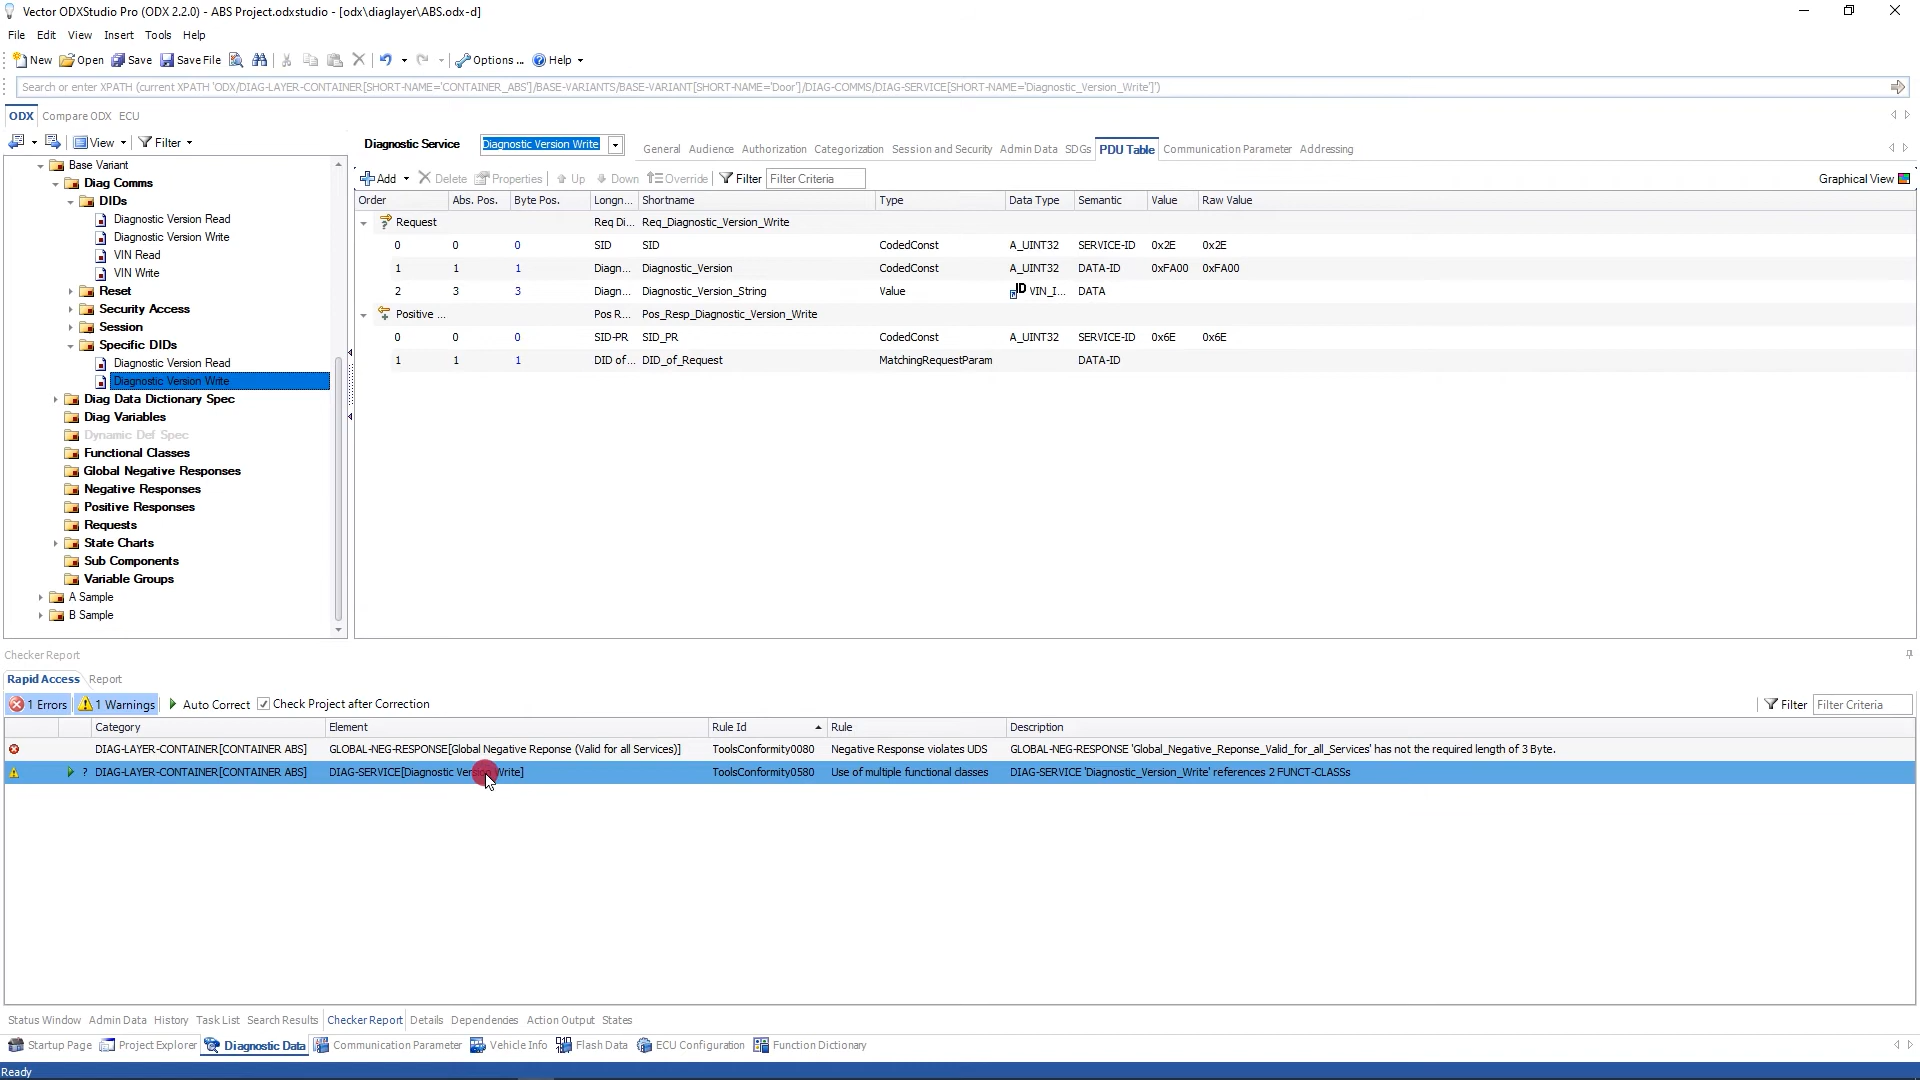 Vector ODXStudio Pro (ODX 2.2.0) - ABS Project.odxstudio - [odx\diaglayer\ABS.odx-d]
File Edit View Insert Tools Help
New Open Save Save File Options ... Help
Search or enter XPATH (current XPATH 'ODX/DIAG-LAYER-CONTAINER[SHORT-NAME='CONTAINER_ABS']/BASE-VARIANTS/BASE-VARIANT[SHORT-NAME='Door']/DIAG-COMMS/DIAG-SERVICE[SHORT-NAME='Diagnostic_Version_Write']')
ODX Compare ODX ECU
View Filter
Base Variant
Diag Comms
DIDs
Diagnostic Version Read
Diagnostic Version Write
VIN Read
VIN Write
Reset
Security Access
Session
Specific DIDs
Diagnostic Version Read
Diagnostic Version Write
Diag Data Dictionary Spec
Diag Variables
Dynamic Def Spec
Functional Classes
Global Negative Responses
Negative Responses
Positive Responses
Requests
State Charts
Sub Components
Variable Groups
A Sample
B Sample
Diagnostic Service Diagnostic Version Write General Audience Authorization Categorization Session and Security Admin Data SDGs PDU Table Communication Parameter Addressing
Add Delete Properties Up Down Override Filter Filter Criteria Graphical View
Order Abs. Pos. Byte Pos. Longn... Shortname Type Data Type Semantic Value Raw Value
Request Req Di... Req_Diagnostic_Version_Write
0 0 0 SID SID CodedConst A_UINT32 SERVICE-ID 0x2E 0x2E
1 1 1 Diagn... Diagnostic_Version CodedConst A_UINT32 DATA-ID 0xFA00 0xFA00
2 3 3 Diagn... Diagnostic_Version_String Value ID VIN_I... DATA
Positive ... Pos R... Pos_Resp_Diagnostic_Version_Write
0 0 0 SID-PR SID_PR CodedConst A_UINT32 SERVICE-ID 0x6E 0x6E
1 1 1 DID of... DID_of_Request MatchingRequestParam DATA-ID
Checker Report
Rapid Access Report
1 Errors 1 Warnings Auto Correct Check Project after Correction Filter Filter Criteria
Category Element Rule Id Rule Description
DIAG-LAYER-CONTAINER[CONTAINER ABS] GLOBAL-NEG-RESPONSE[Global Negative Reponse (Valid for all Services)] ToolsConformity0080 Negative Response violates UDS GLOBAL-NEG-RESPONSE 'Global_Negative_Reponse_Valid_for_all_Services' has not the required length of 3 Byte.
? DIAG-LAYER-CONTAINER[CONTAINER ABS] DIAG-SERVICE[Diagnostic Version Write] ToolsConformity0580 Use of multiple functional classes DIAG-SERVICE 'Diagnostic_Version_Write' references 2 FUNCT-CLASSs
Status Window Admin Data History Task List Search Results Checker Report Details Dependencies Action Output States
Startup Page Project Explorer Diagnostic Data Communication Parameter Vehicle Info Flash Data ECU Configuration Function Dictionary
Ready